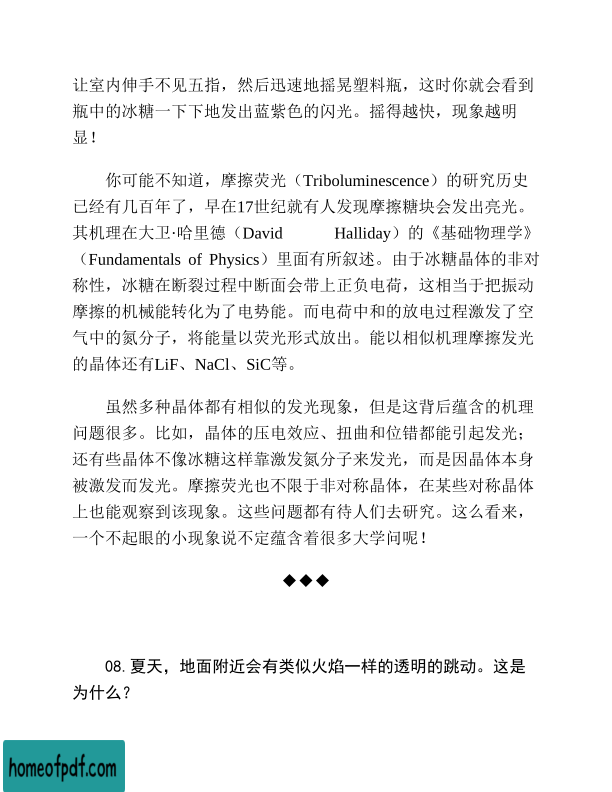 让室内伸手不见五指，然后迅速地摇晃塑料瓶，这时你就会看到
瓶中的冰糖一下下地发出蓝紫色的闪光。摇得越快，现象越明
显！
你可能不知道，摩擦荧光（Triboluminescence）的研究历史
已经有几百年了，早在17世纪就有人发现摩擦糖块会发出亮光。
其机理在大卫·哈里德（David Halliday）的《基础物理学》
（Fundamentals of Physics）里面有所叙述。由于冰糖晶体的非对
称性，冰糖在断裂过程中断面会带上正负电荷，这相当于把振动
摩擦的机械能转化为了电势能。而电荷中和的放电过程激发了空
气中的氮分子，将能量以荧光形式放出。能以相似机理摩擦发光
的晶体还有LiF、NaCl、SiC等。
虽然多种晶体都有相似的发光现象，但是这背后蕴含的机理
问题很多。比如，晶体的压电效应、扭曲和位错都能引起发光；
还有些晶体不像冰糖这样靠激发氮分子来发光，而是因晶体本身
被激发而发光。摩擦荧光也不限于非对称晶体，在某些对称晶体
上也能观察到该现象。这些问题都有待人们去研究。这么看来，
一个不起眼的小现象说不定蕴含着很多大学问呢！
◆◆◆
08. 夏天，地面附近会有类似火焰一样的透明的跳动。这是
为什么？
homeofpdf.com